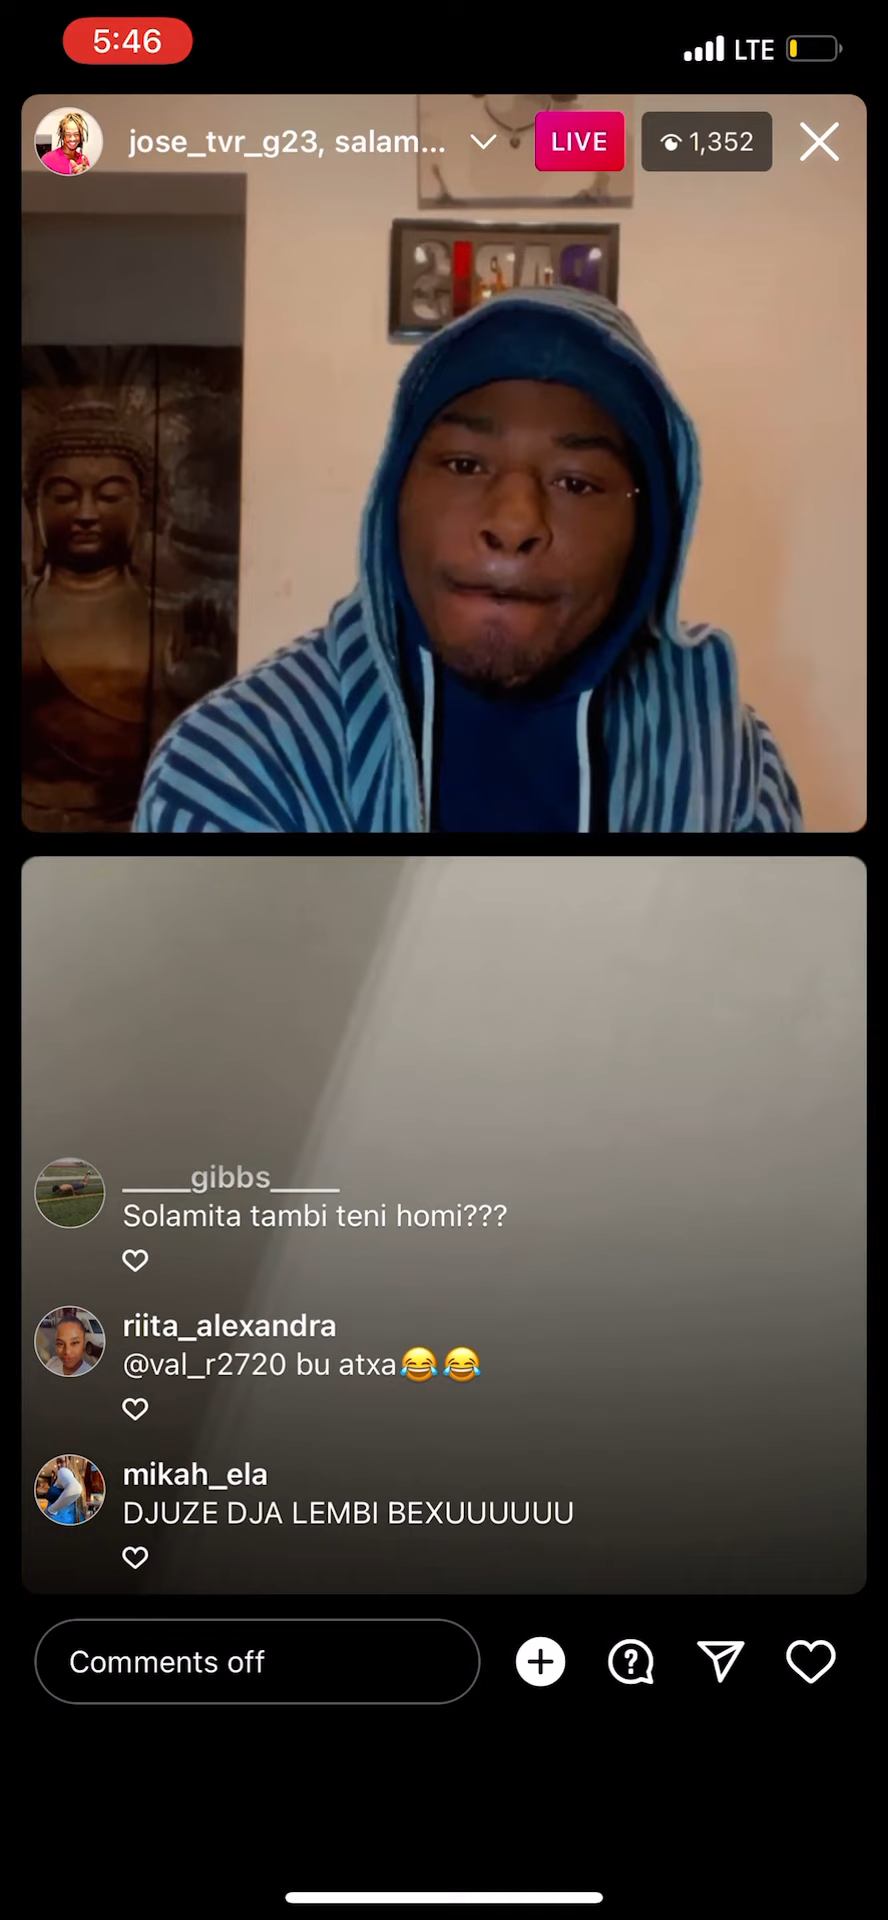 5:46
LTE
jose_tvr_g23, salam...
LIVE
1,352
PARIS
____gibbs____
Solamita tambi teni homi???
riita_alexandra
@val_r2720 bu atxa😂😂
mikah_ela
DJUZE DJA LEMBI BEXUUUUUU
Comments off